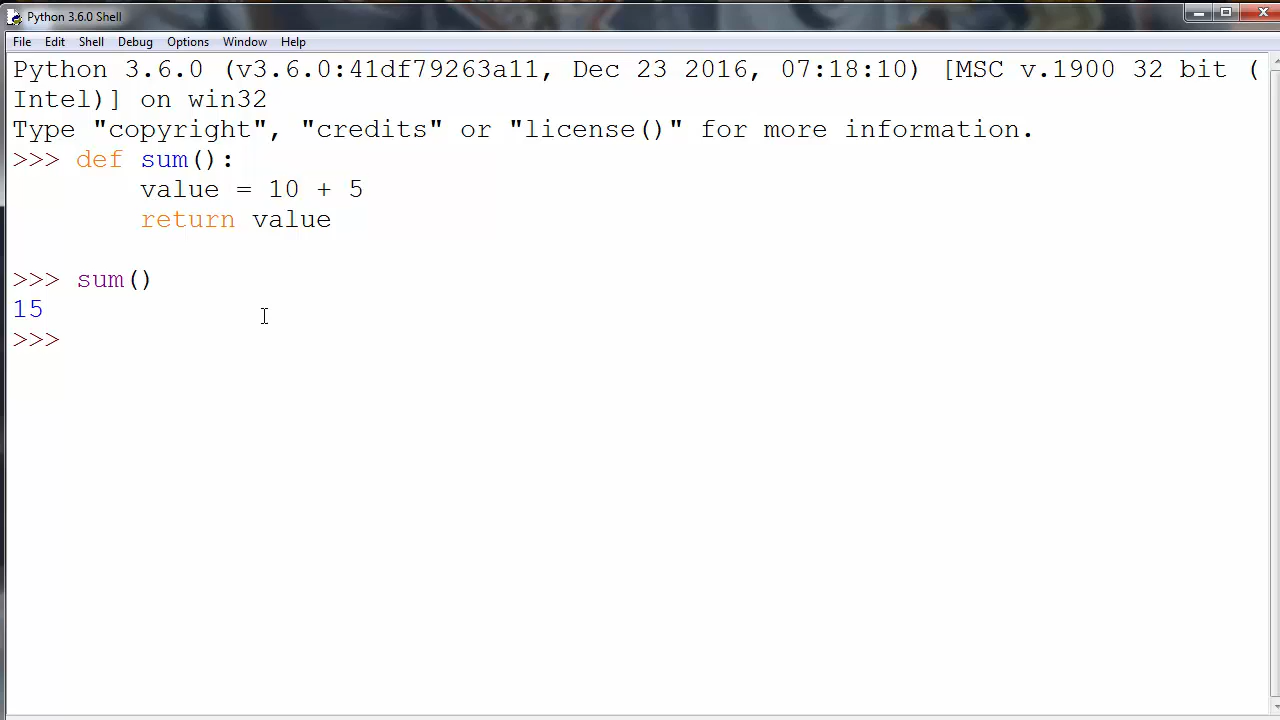 Python 3.6.0 Shell
File Edit Shell Debug Options Window Help
Python 3.6.0 (v3.6.0:41df79263a11, Dec 23 2016, 07:18:10) [MSC v.1900 32 bit (
Intel)] on win32
Type "copyright", "credits" or "license()" for more information.
>>> def sum():
        value = 10 + 5
        return value

>>> sum()
15
>>>